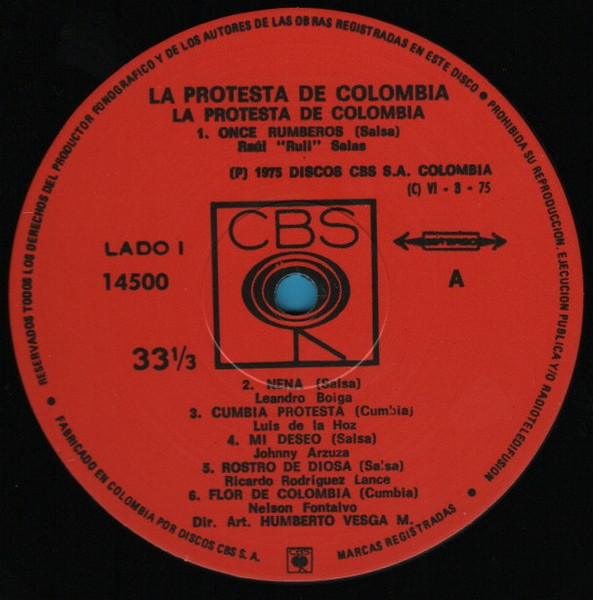 RESERVADOS TODOS LOS DERECHOS DEL PRODUCTOR FONOGRAFICO Y DE LOS AUTORES DE LAS OBRAS REGISTRADAS EN ESTE DISCO ● PROHIBIDA SU REPRODUCCION, EJECUCION PUBLICA Y/O RADIOTELEDIFUSION
LA PROTESTA DE COLOMBIA
LA PROTESTA DE COLOMBIA
1. ONCE RUMBEROS (Salsa)
Raúl "Ruli" Salas
(P) 1975 DISCOS CBS S.A. COLOMBIA
(C) VI - 8 - 75
CBS
LADO I
14500
ESTEREO
A
33 1/3
2. NENA (Salsa)
Leandro Boiga
3. CUMBIA PROTESTA (Cumbia)
Luis de la Hoz
4. MI DESEO (Salsa)
Johnny Arzuza
5. ROSTRO DE DIOSA (Salsa)
Ricardo Rodriguez Lance
6. FLOR DE COLOMBIA (Cumbia)
Nelson Fontalvo
Dir. Art. HUMBERTO VESGA M.
● FABRICADO EN COLOMBIA POR DISCOS CBS S. A.
CBS
MARCAS REGISTRADAS ●